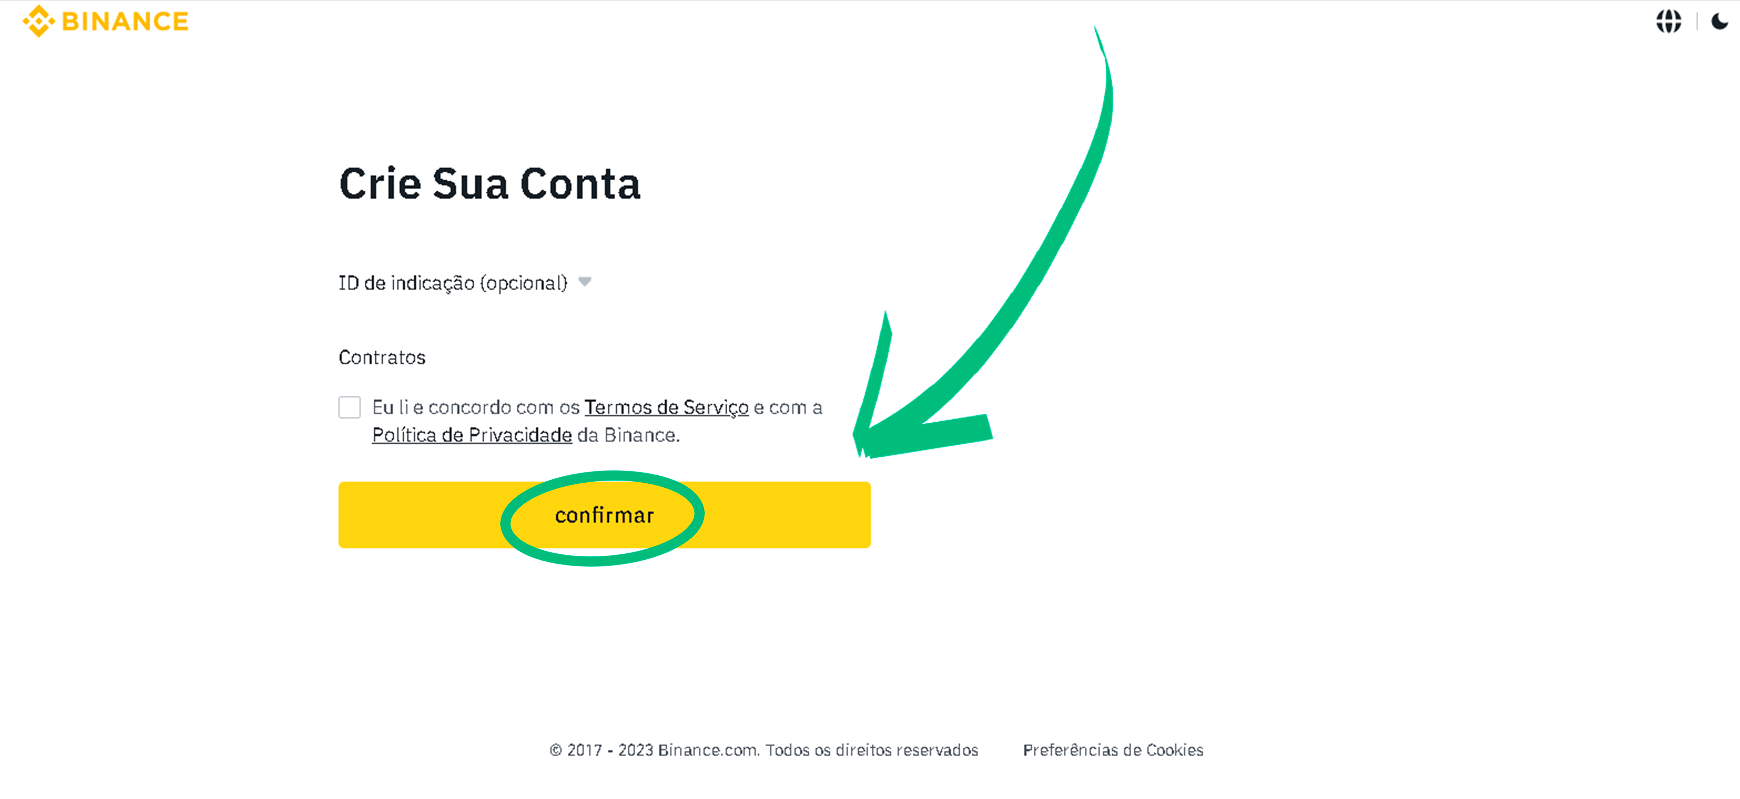 BINANCE
Crie Sua Conta
ID de indicação (opcional)
Contratos
Eu li e concordo com os Termos de Serviço e com a
Política de Privacidade da Binance.
confirmar
© 2017 - 2023 Binance.com. Todos os direitos reservados
Preferências de Cookies